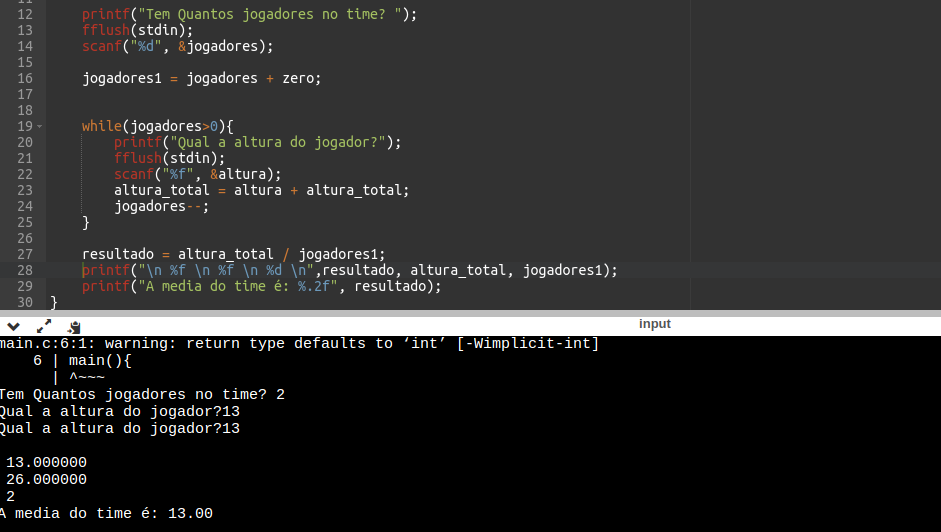 11
12 printf("Tem Quantos jogadores no time? ");
13 fflush(stdin);
14 scanf("%d", &jogadores);
15
16 jogadores1 = jogadores + zero;
17
18
19 while(jogadores>0){
20 printf("Qual a altura do jogador?");
21 fflush(stdin);
22 scanf("%f", &altura);
23 altura_total = altura + altura_total;
24 jogadores--;
25 }
26
27 resultado = altura_total / jogadores1;
28 printf("\n %f \n %f \n %d \n",resultado, altura_total, jogadores1);
29 printf("A media do time é: %.2f", resultado);
30 }
input
main.c:6:1: warning: return type defaults to ‘int’ [-Wimplicit-int]
6 | main(){
| ^~~~
Tem Quantos jogadores no time? 2
Qual a altura do jogador?13
Qual a altura do jogador?13
13.000000
26.000000
2
A media do time é: 13.00